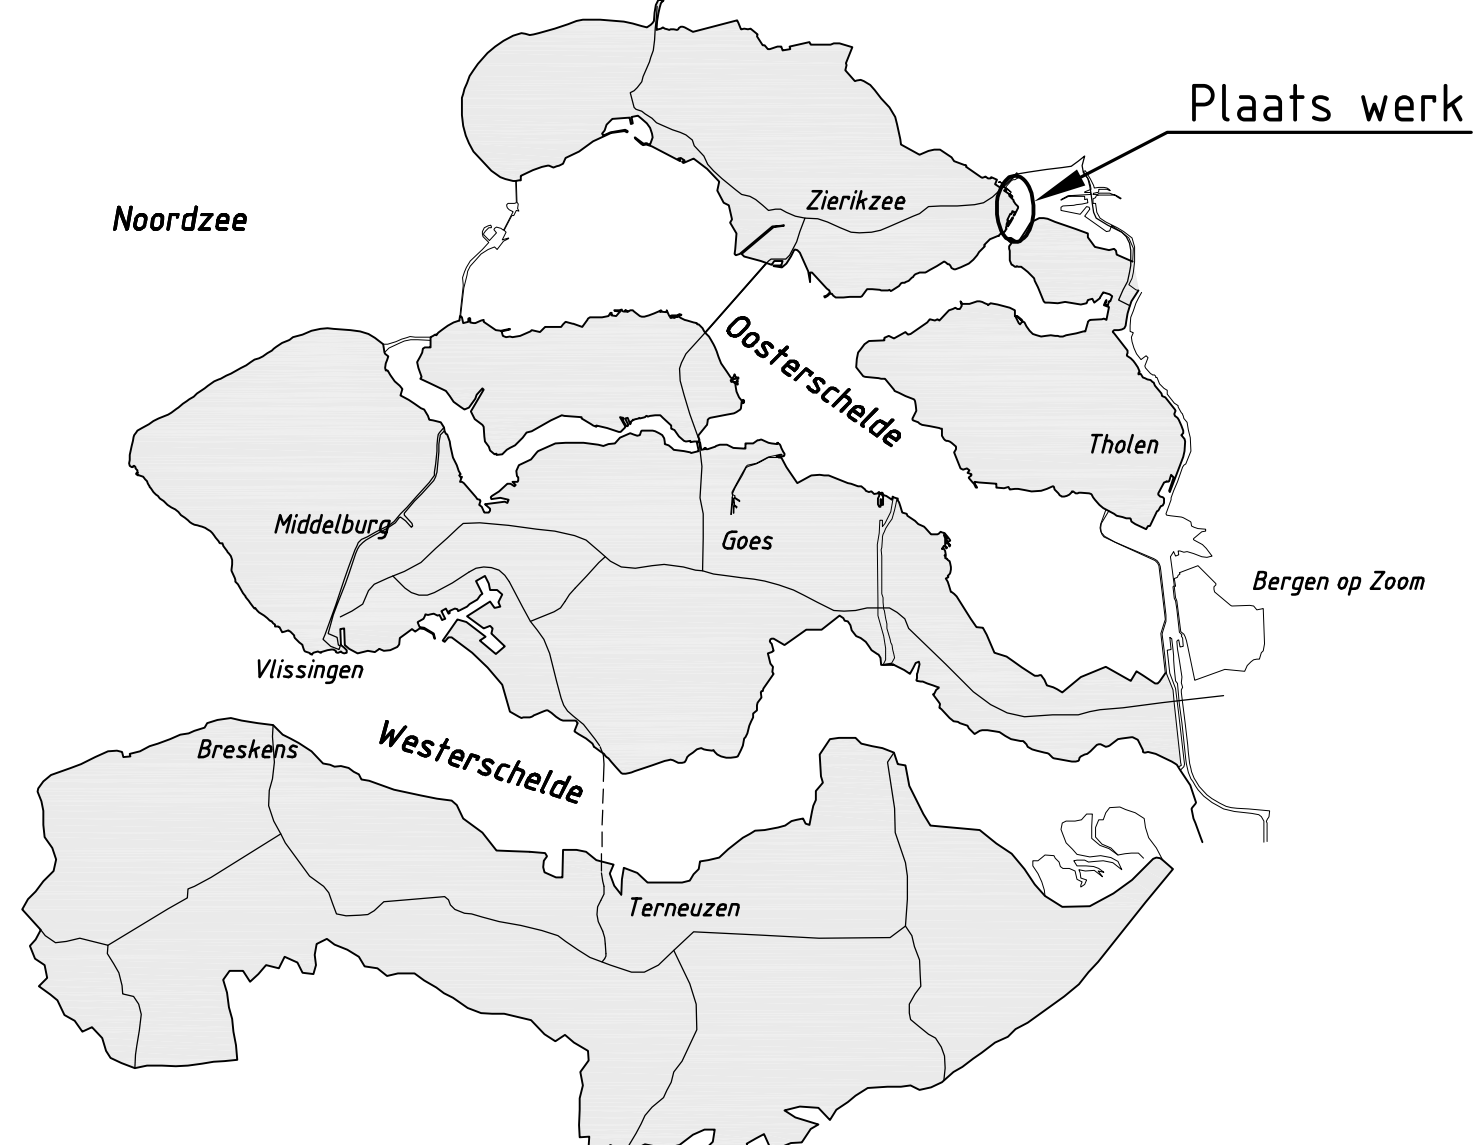 Plaats werk
Noordzee
Zierikzee
Oosterschelde
Tholen
Middelburg
Goes
Bergen op Zoom
Vlissingen
Westerschelde
Breskens
Terneuzen